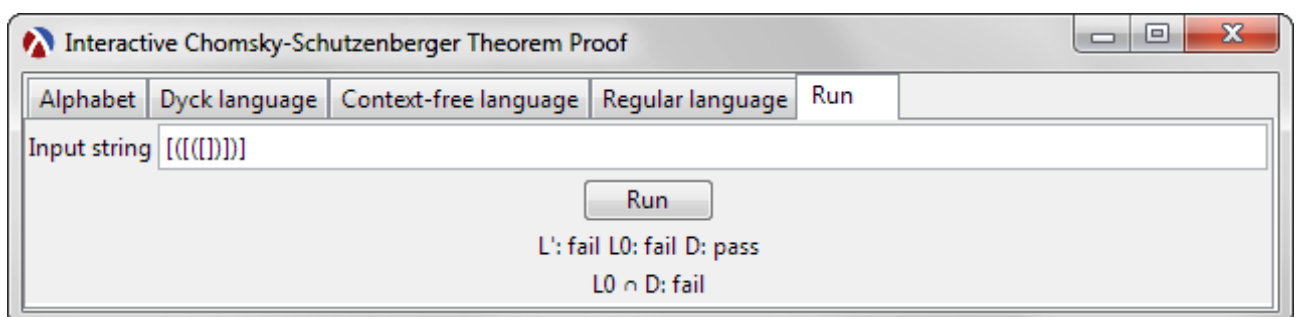 Interactive Chomsky-Schutzenberger Theorem Proof
Alphabet Dyck language Context-free language Regular language Run
Input string [([([])])]
Run
L': fail L0: fail D: pass
L0 ∩ D: fail